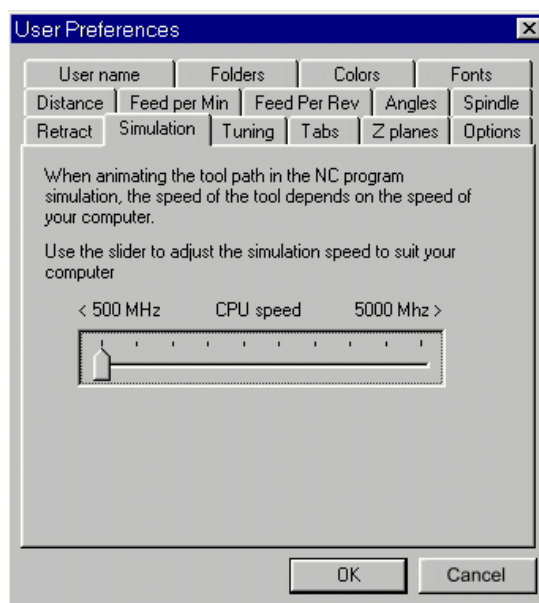 User Preferences
User name Folders Colors Fonts
Distance Feed per Min Feed Per Rev Angles Spindle
Retract Simulation Tuning Tabs Z planes Options
When animating the tool path in the NC program
simulation, the speed of the tool depends on the speed of
your computer.
Use the slider to adjust the simulation speed to suit your
computer
< 500 MHz CPU speed 5000 Mhz >
OK Cancel